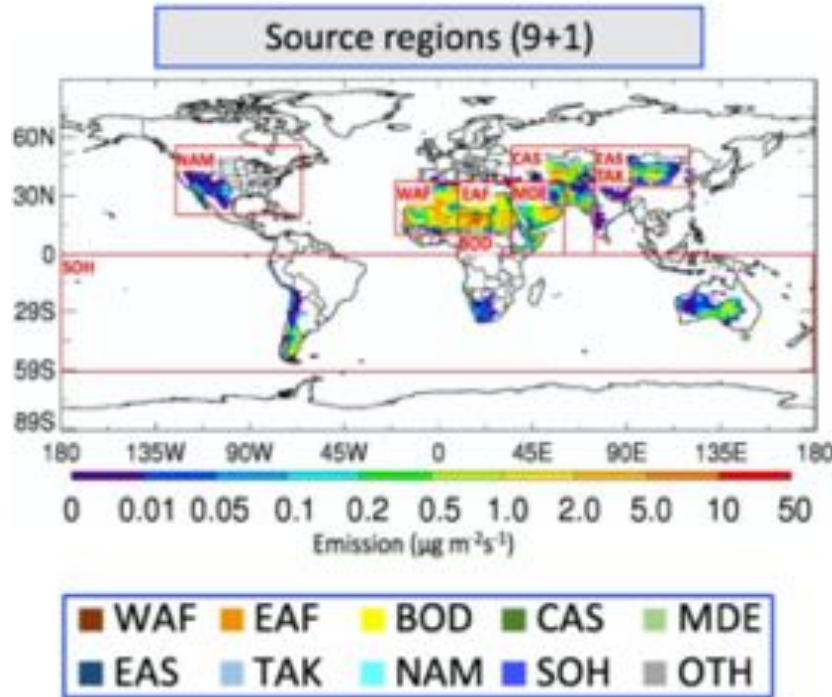 Source regions (9+1)
60N
30N
0
29S
59S
89S
NAM
WAF
EAF
BOD
CAS
MDE
EAS
TAK
SOH
180 135W 90W 45W 0 45E 90E 135E 180
0 0.01 0.05 0.1 0.2 0.5 1.0 2.0 5.0 10 50
Emission (µg m⁻²s⁻¹)
WAF EAF BOD CAS MDE
EAS TAK NAM SOH OTH